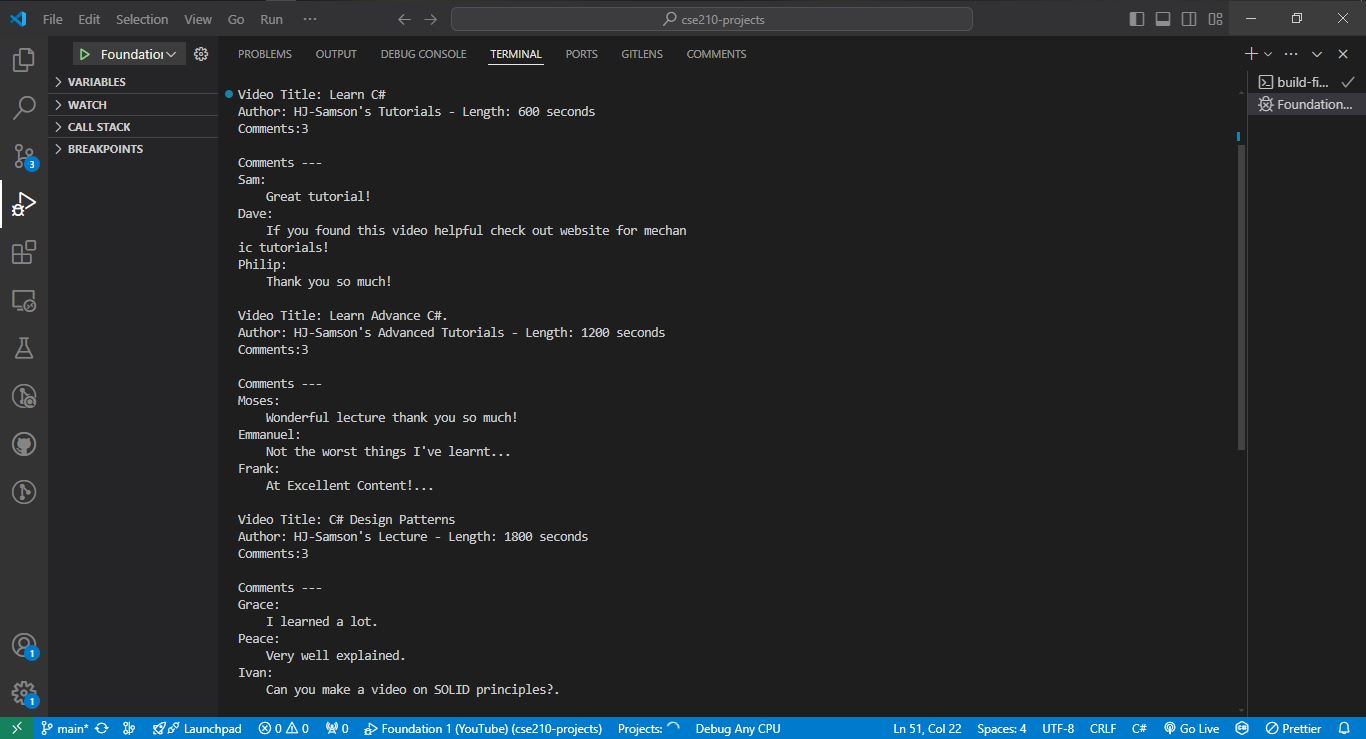 File Edit Selection View Go Run ··· cse210-projects
Foundation
PROBLEMS OUTPUT DEBUG CONSOLE TERMINAL PORTS GITLENS COMMENTS
VARIABLES
WATCH
CALL STACK
BREAKPOINTS
3
1
1
Video Title: Learn C#
Author: HJ-Samson's Tutorials - Length: 600 seconds
Comments:3
Comments ---
Sam:
Great tutorial!
Dave:
If you found this video helpful check out website for mechan
ic tutorials!
Philip:
Thank you so much!
Video Title: Learn Advance C#.
Author: HJ-Samson's Advanced Tutorials - Length: 1200 seconds
Comments:3
Comments ---
Moses:
Wonderful lecture thank you so much!
Emmanuel:
Not the worst things I've learnt...
Frank:
At Excellent Content!...
Video Title: C# Design Patterns
Author: HJ-Samson's Lecture - Length: 1800 seconds
Comments:3
Comments ---
Grace:
I learned a lot.
Peace:
Very well explained.
Ivan:
Can you make a video on SOLID principles?.
build-fi...
Foundation...
main* Launchpad 0 0 0 Foundation 1 (YouTube) (cse210-projects) Projects: Debug Any CPU Ln 51, Col 22 Spaces: 4 UTF-8 CRLF C# Go Live Prettier